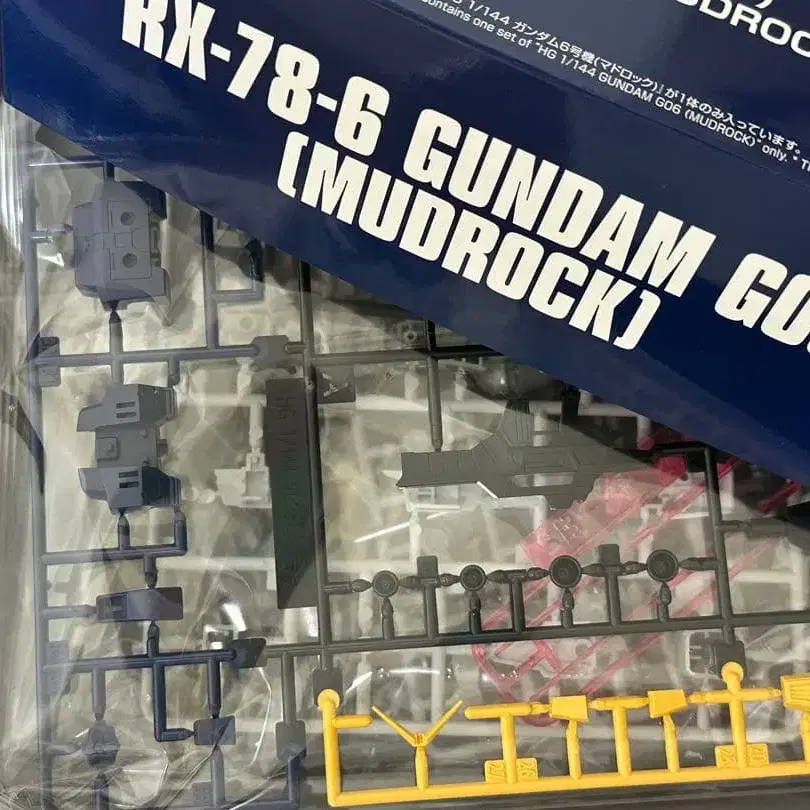 MUDROC
1/144 ガンダム6号機(マドロック)』が1体のみ入っています。
contains one set of "HG 1/144 GUNDAM G06 (MUDROCK)" only.
RX-78-6 GUNDAM G0
(MUDROCK)